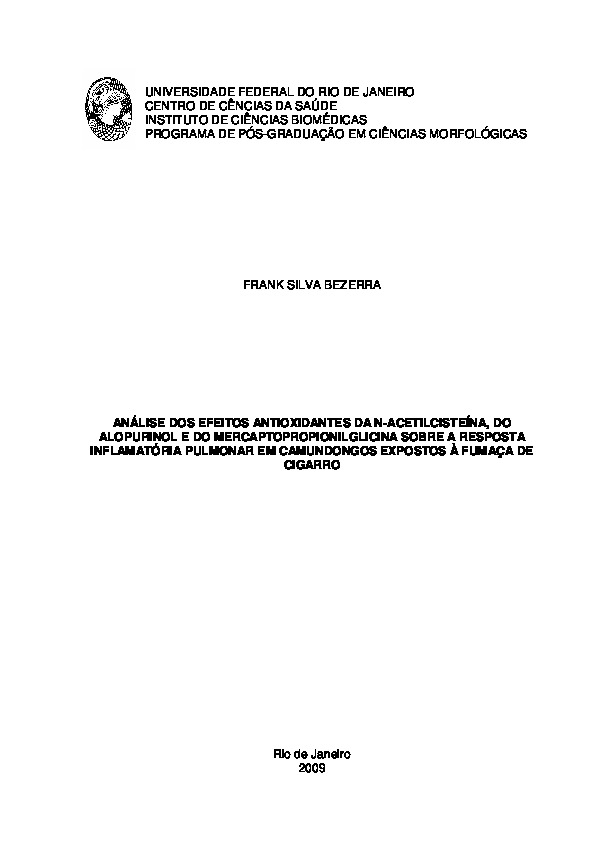 UNIVERSIDADE FEDERAL DO RIO DE JANEIRO
CENTRO DE CÊNCIAS DA SAÚDE
INSTITUTO DE CIÊNCIAS BIOMÉDICAS
PROGRAMA DE PÓS-GRADUAÇÃO EM CIÊNCIAS MORFOLÓGICAS
FRANK SILVA BEZERRA
ANÁLISE DOS EFEITOS ANTIOXIDANTES DA N-ACETILCISTEÍNA, DO
ALOPURINOL E DO MERCAPTOPROPIONILGLICINA SOBRE A RESPOSTA
INFLAMATÓRIA PULMONAR EM CAMUNDONGOS EXPOSTOS À FUMAÇA DE
CIGARRO
Rio de Janeiro
2009